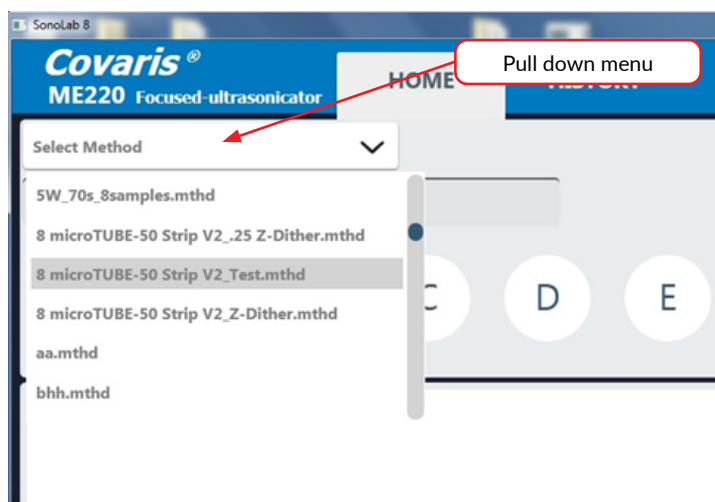 SonoLab 8
Covaris ®
ME220 Focused-ultrasonicator
HOME
Pull down menu
Select Method
5W_70s_8samples.mthd
8 microTUBE-50 Strip V2_.25 Z-Dither.mthd
8 microTUBE-50 Strip V2_Test.mthd
8 microTUBE-50 Strip V2_Z-Dither.mthd
aa.mthd
bhh.mthd
D
E